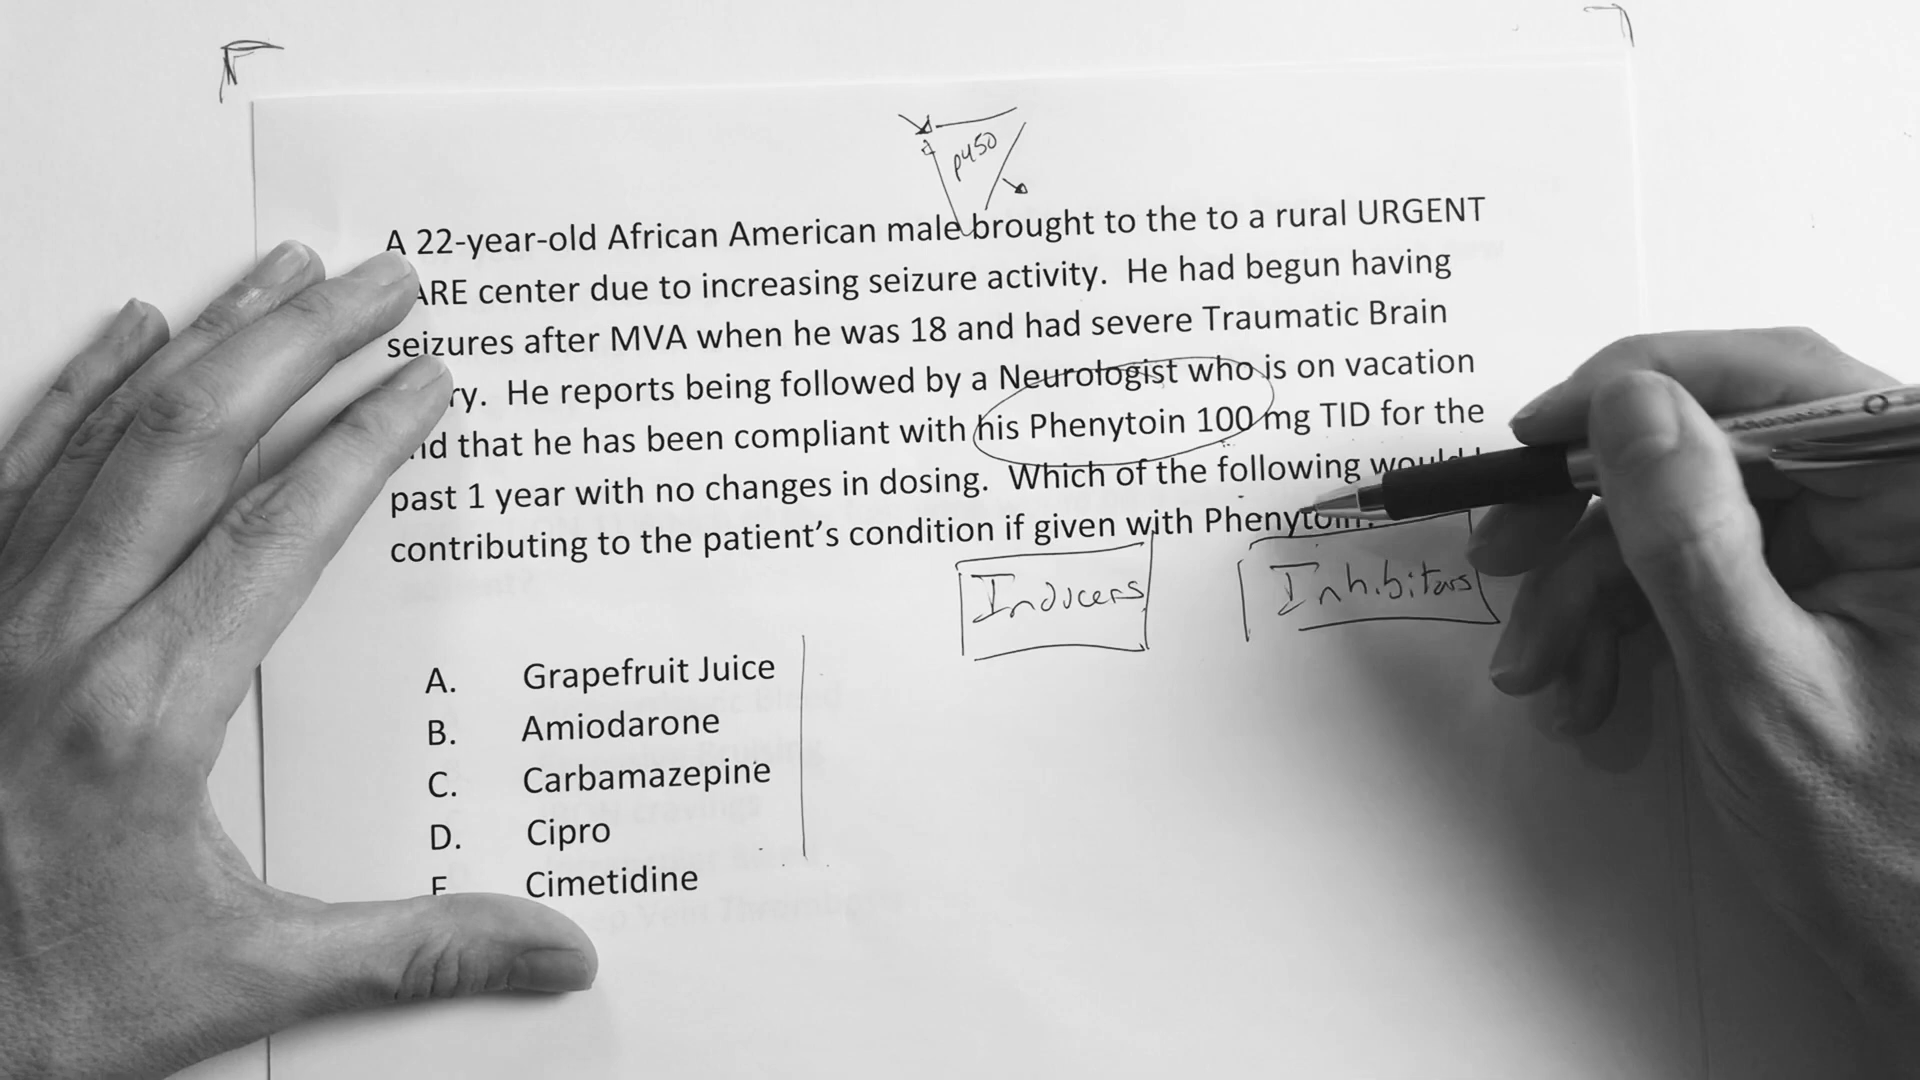 p450
A 22-year-old African American male brought to the to a rural URGENT
ARE center due to increasing seizure activity. He had begun having
seizures after MVA when he was 18 and had severe Traumatic Brain
ry. He reports being followed by a Neurologist who is on vacation
nd that he has been compliant with his Phenytoin 100 mg TID for the
past 1 year with no changes in dosing. Which of the following would
contributing to the patient's condition if given with Phenytoin?
Inducers Inhibitors
A. Grapefruit Juice
B. Amiodarone
C. Carbamazepine
D. Cipro
E Cimetidine